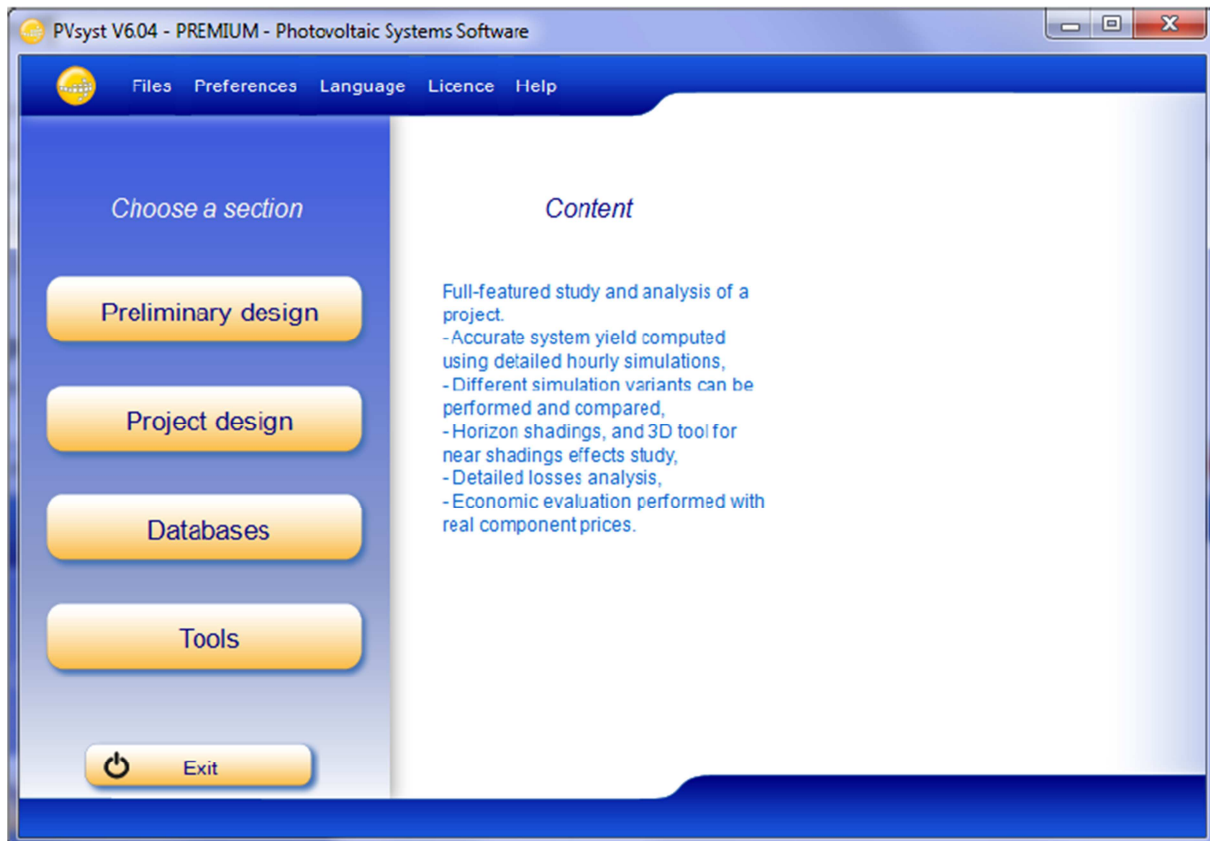 PVsyst V6.04 - PREMIUM - Photovoltaic Systems Software
Files Preferences Language Licence Help
Choose a section
Preliminary design
Project design
Databases
Tools
Exit
Content
Full-featured study and analysis of a
project.
- Accurate system yield computed
using detailed hourly simulations,
- Different simulation variants can be
performed and compared,
- Horizon shadings, and 3D tool for
near shadings effects study,
- Detailed losses analysis,
- Economic evaluation performed with
real component prices.